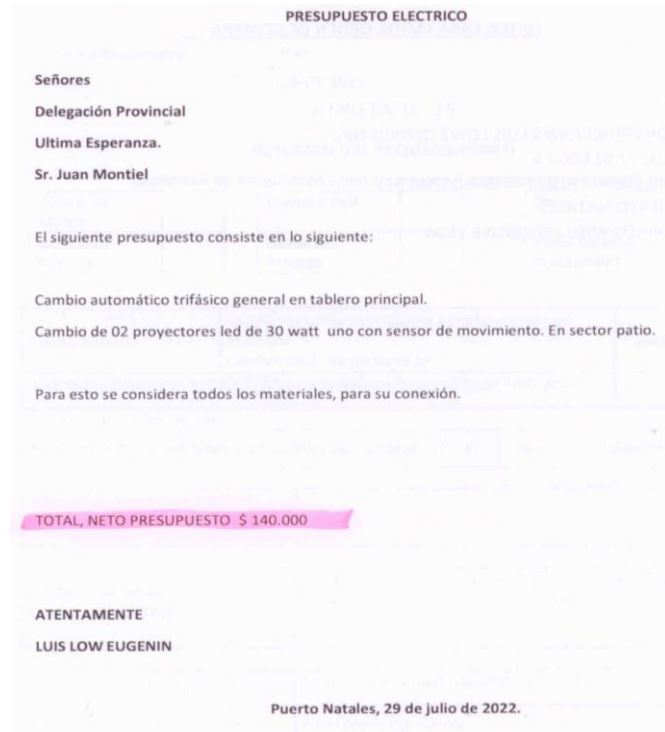 PRESUPUESTO ELECTRICO
Señores
Delegación Provincial
Ultima Esperanza.
Sr. Juan Montiel
El siguiente presupuesto consiste en lo siguiente:
Cambio automático trifásico general en tablero principal.
Cambio de 02 proyectores led de 30 watt uno con sensor de movimiento. En sector patio.
Para esto se considera todos los materiales, para su conexión.
TOTAL, NETO PRESUPUESTO $ 140.000
ATENTAMENTE
LUIS LOW EUGENIN
Puerto Natales, 29 de julio de 2022.